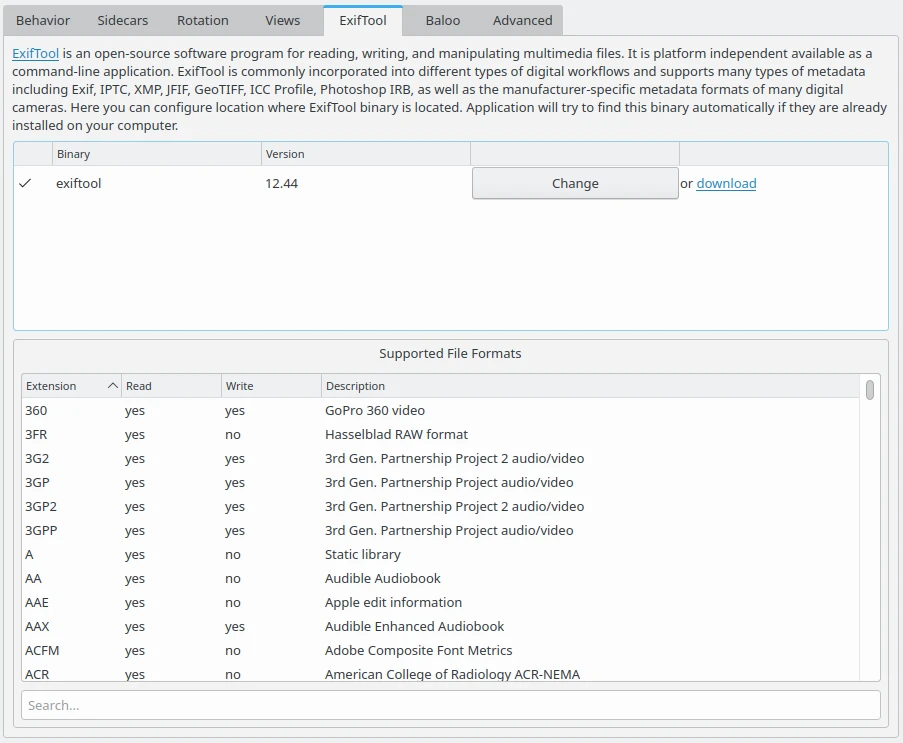 Behavior Sidecars Rotation Views ExifTool Baloo Advanced
ExifTool is an open-source software program for reading, writing, and manipulating multimedia files. It is platform independent available as a
command-line application. ExifTool is commonly incorporated into different types of digital workflows and supports many types of metadata
including Exif, IPTC, XMP, JFIF, GeoTIFF, ICC Profile, Photoshop IRB, as well as the manufacturer-specific metadata formats of many digital
cameras. Here you can configure location where ExifTool binary is located. Application will try to find this binary automatically if they are already
installed on your computer.
Binary Version
exiftool 12.44 Change or download
Supported File Formats
Extension Read Write Description
360 yes yes GoPro 360 video
3FR yes no Hasselblad RAW format
3G2 yes yes 3rd Gen. Partnership Project 2 audio/video
3GP yes yes 3rd Gen. Partnership Project audio/video
3GP2 yes yes 3rd Gen. Partnership Project 2 audio/video
3GPP yes yes 3rd Gen. Partnership Project audio/video
A yes no Static library
AA yes no Audible Audiobook
AAE yes no Apple edit information
AAX yes yes Audible Enhanced Audiobook
ACFM yes no Adobe Composite Font Metrics
ACR yes no American College of Radiology ACR-NEMA
Search...